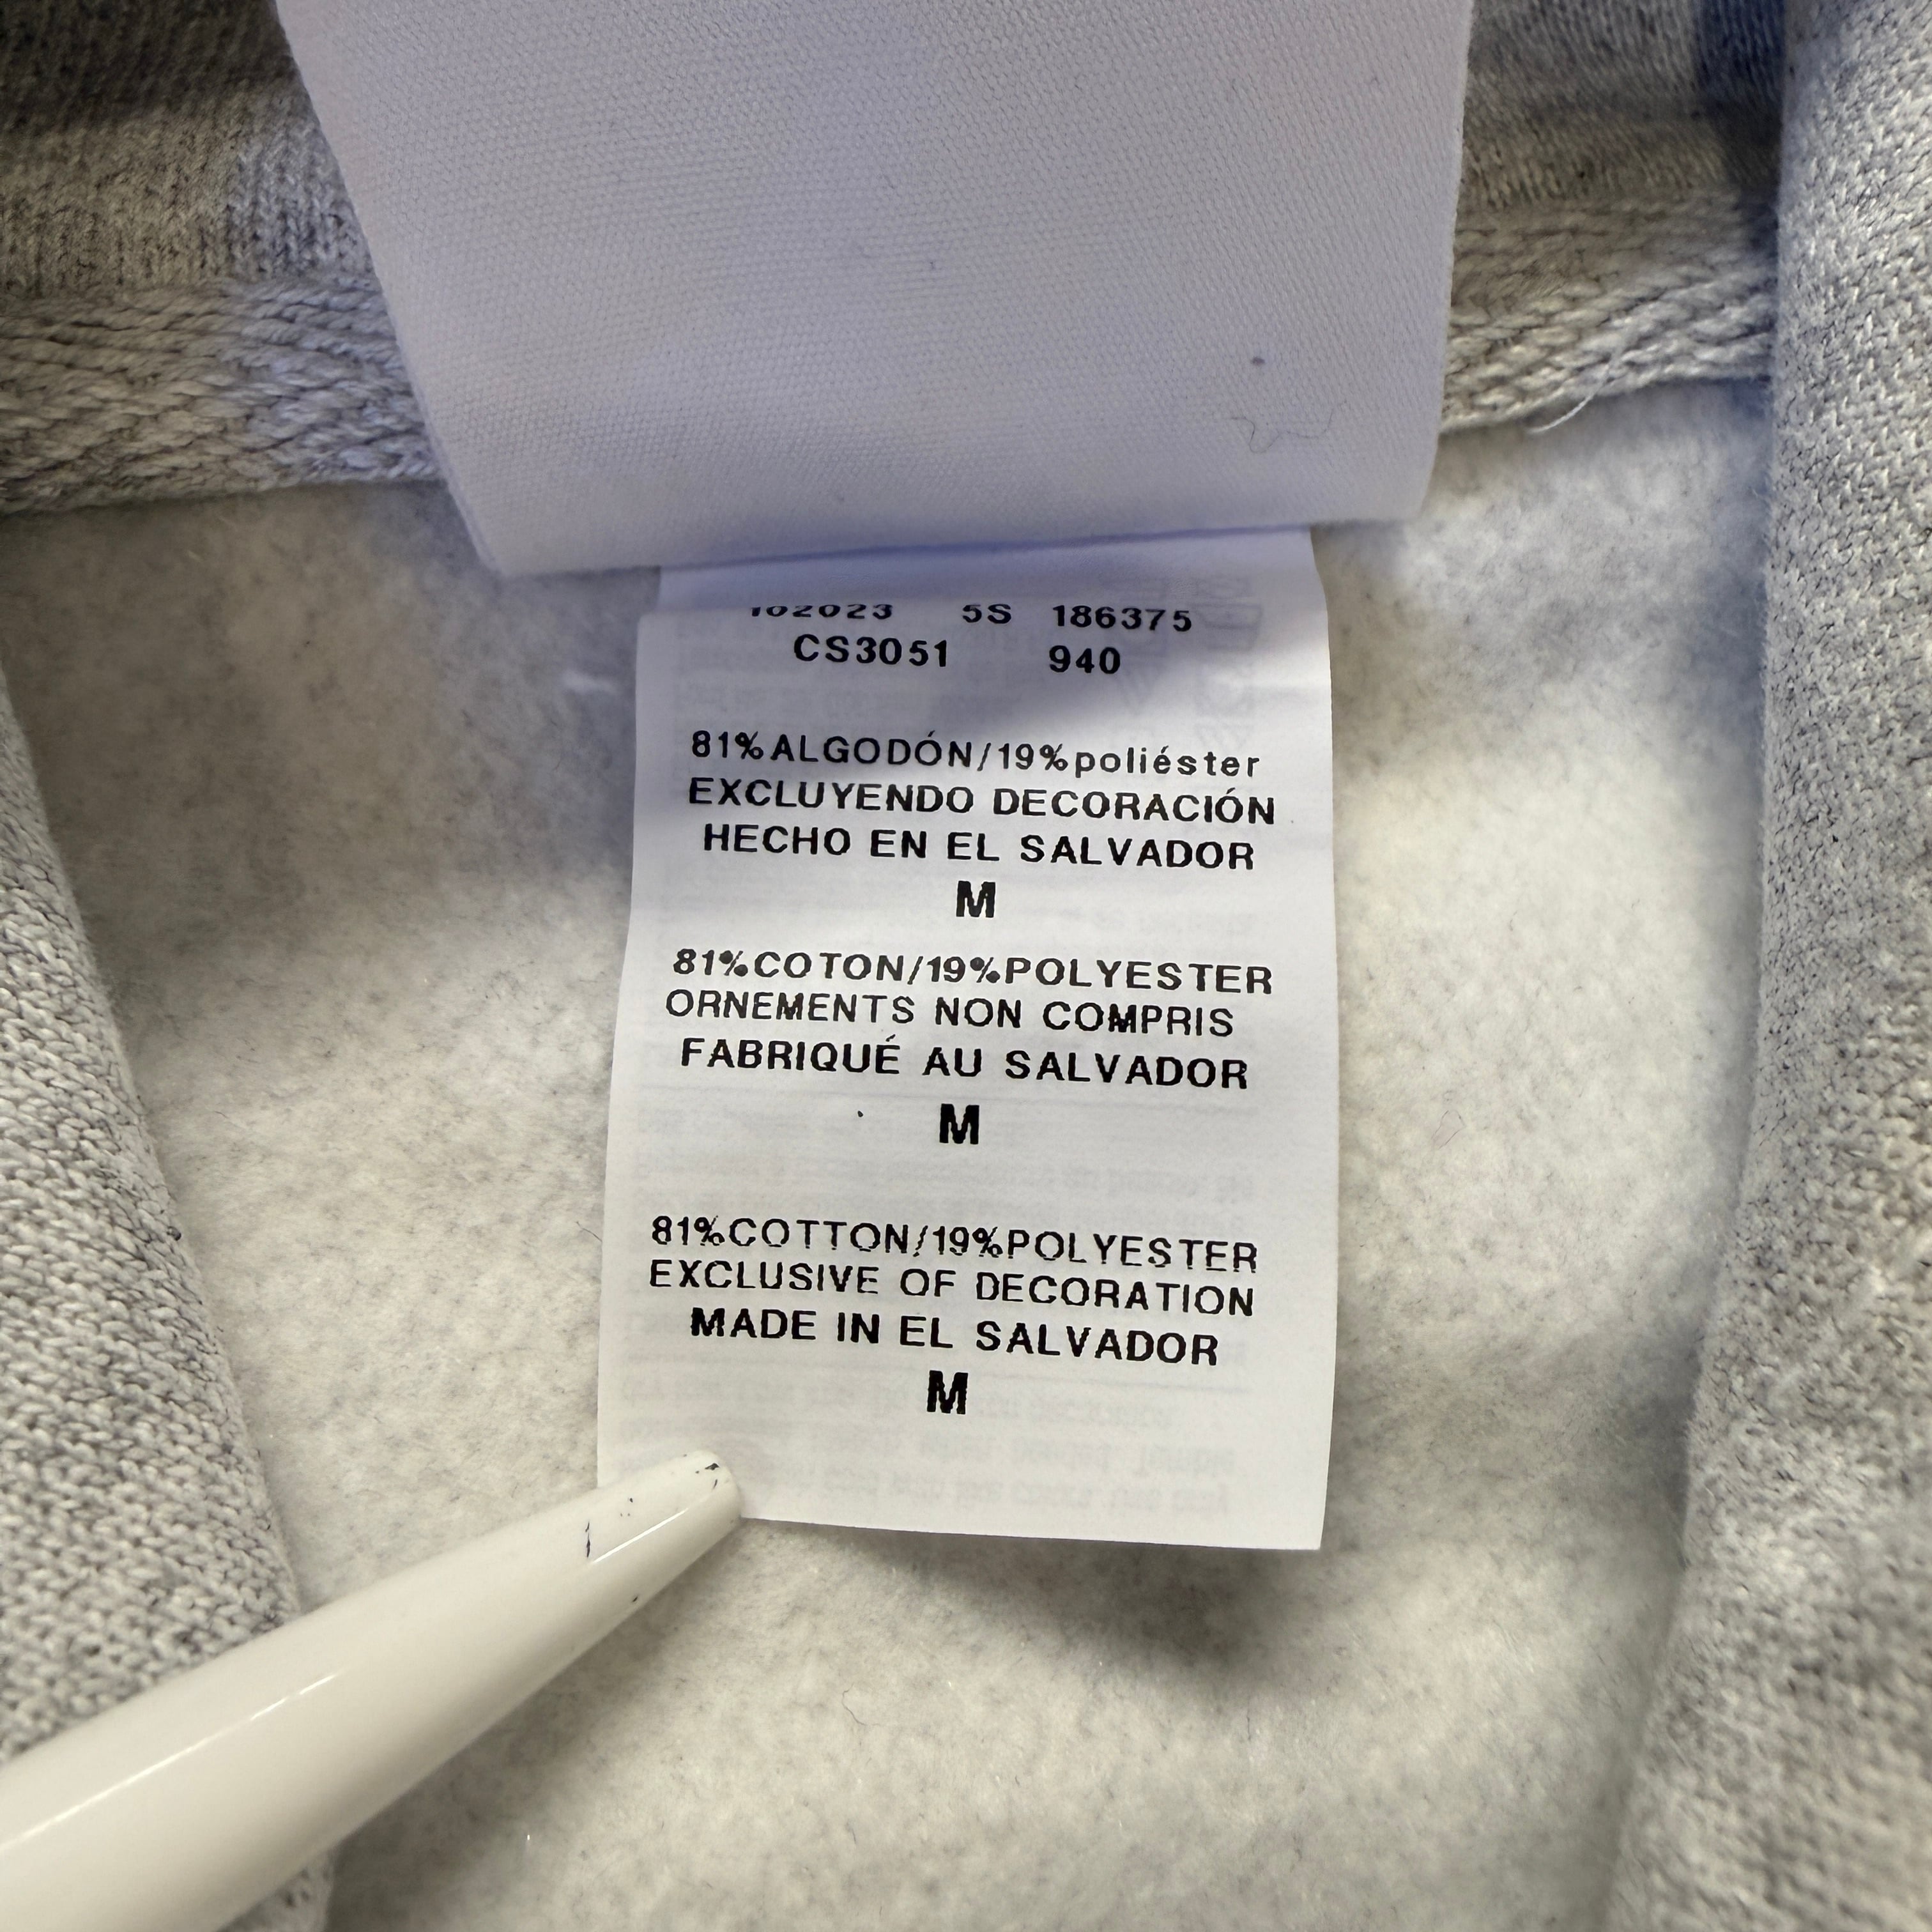 102023 5S 186375
CS3051 940
81%ALGODÓN/19%poliéster
EXCLUYENDO DECORACIÓN
HECHO EN EL SALVADOR
M
81%COTON/19%POLYESTER
ORNEMENTS NON COMPRIS
FABRIQUÉ AU SALVADOR
M
81%COTTON/19%POLYESTER
EXCLUSIVE OF DECORATION
MADE IN EL SALVADOR
M